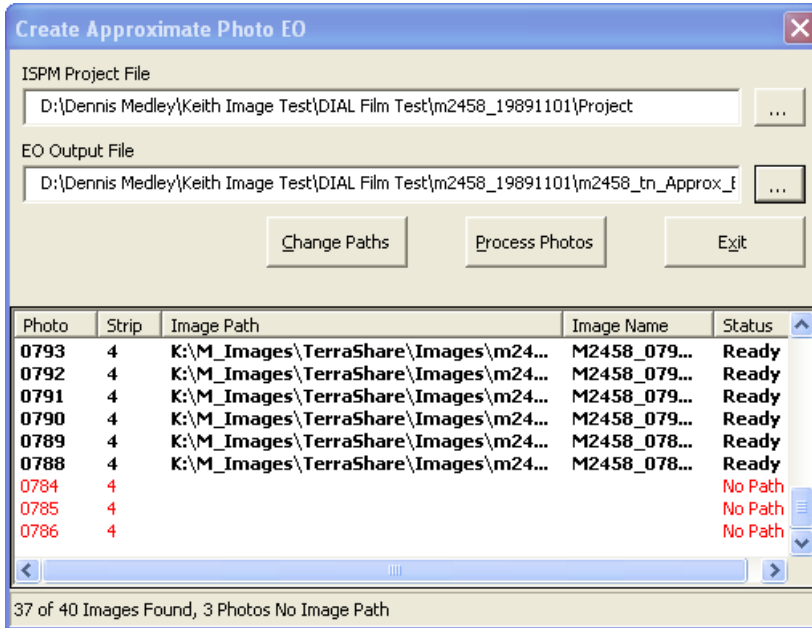 Create Approximate Photo EO
ISPM Project File
D:\Dennis Medley\Keith Image Test\DIAL Film Test\m2458_19891101\Project
...
EO Output File
D:\Dennis Medley\Keith Image Test\DIAL Film Test\m2458_19891101\m2458_tn_Approx_E
...
Change Paths Process Photos Exit
Photo Strip Image Path Image Name Status
0793 4 K:\M_Images\TerraShare\Images\m24... M2458_079... Ready
0792 4 K:\M_Images\TerraShare\Images\m24... M2458_079... Ready
0791 4 K:\M_Images\TerraShare\Images\m24... M2458_079... Ready
0790 4 K:\M_Images\TerraShare\Images\m24... M2458_079... Ready
0789 4 K:\M_Images\TerraShare\Images\m24... M2458_078... Ready
0788 4 K:\M_Images\TerraShare\Images\m24... M2458_078... Ready
0784 4 No Path
0785 4 No Path
0786 4 No Path
37 of 40 Images Found, 3 Photos No Image Path